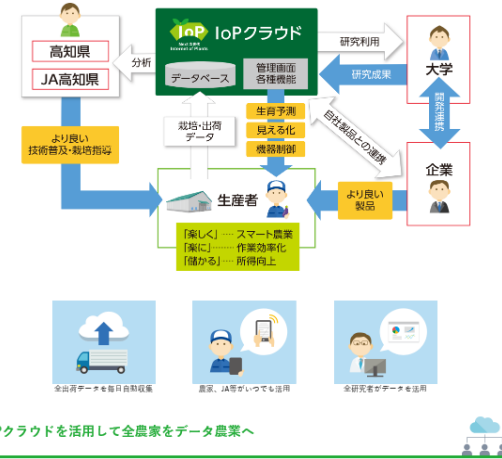 高知県
JA高知県
分析
IoP
Next 次世代
Internet of Plants
IoPクラウド
データベース
管理画面
各種機能
研究利用
研究成果
大学
開発連携
企業
自社製品との連携
より良い
技術普及・栽培指導
栽培・出荷
データ
生育予測
見える化
機器制御
より良い
製品
生産者
「楽しく」‥‥ スマート農業
「楽に」‥‥‥ 作業効率化
「儲かる」‥‥ 所得向上
全出荷データを毎日自動収集
農家、JA等がいつでも活用
全研究者がデータを活用
Pクラウドを活用して全農家をデータ農業へ